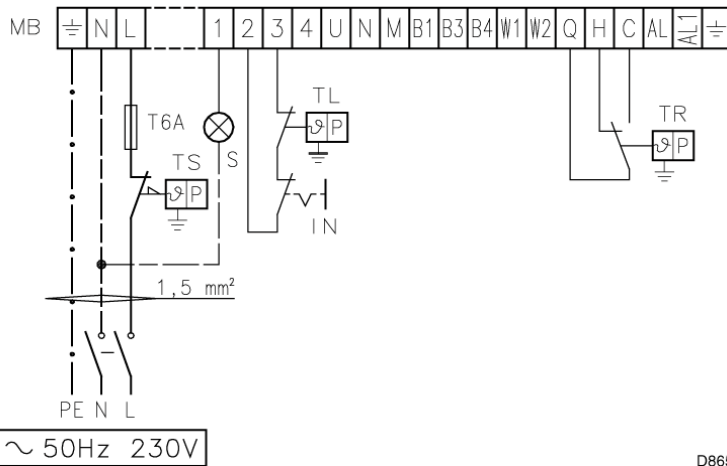 MB N L 1 2 3 4 U N M B1 B3 B4 W1 W2 Q H C AL AL1
TL
T6A
ϑ P
TR
S
ϑ P
TS
ϑ P
IN
1,5 mm²
PE N L
~ 50Hz 230V